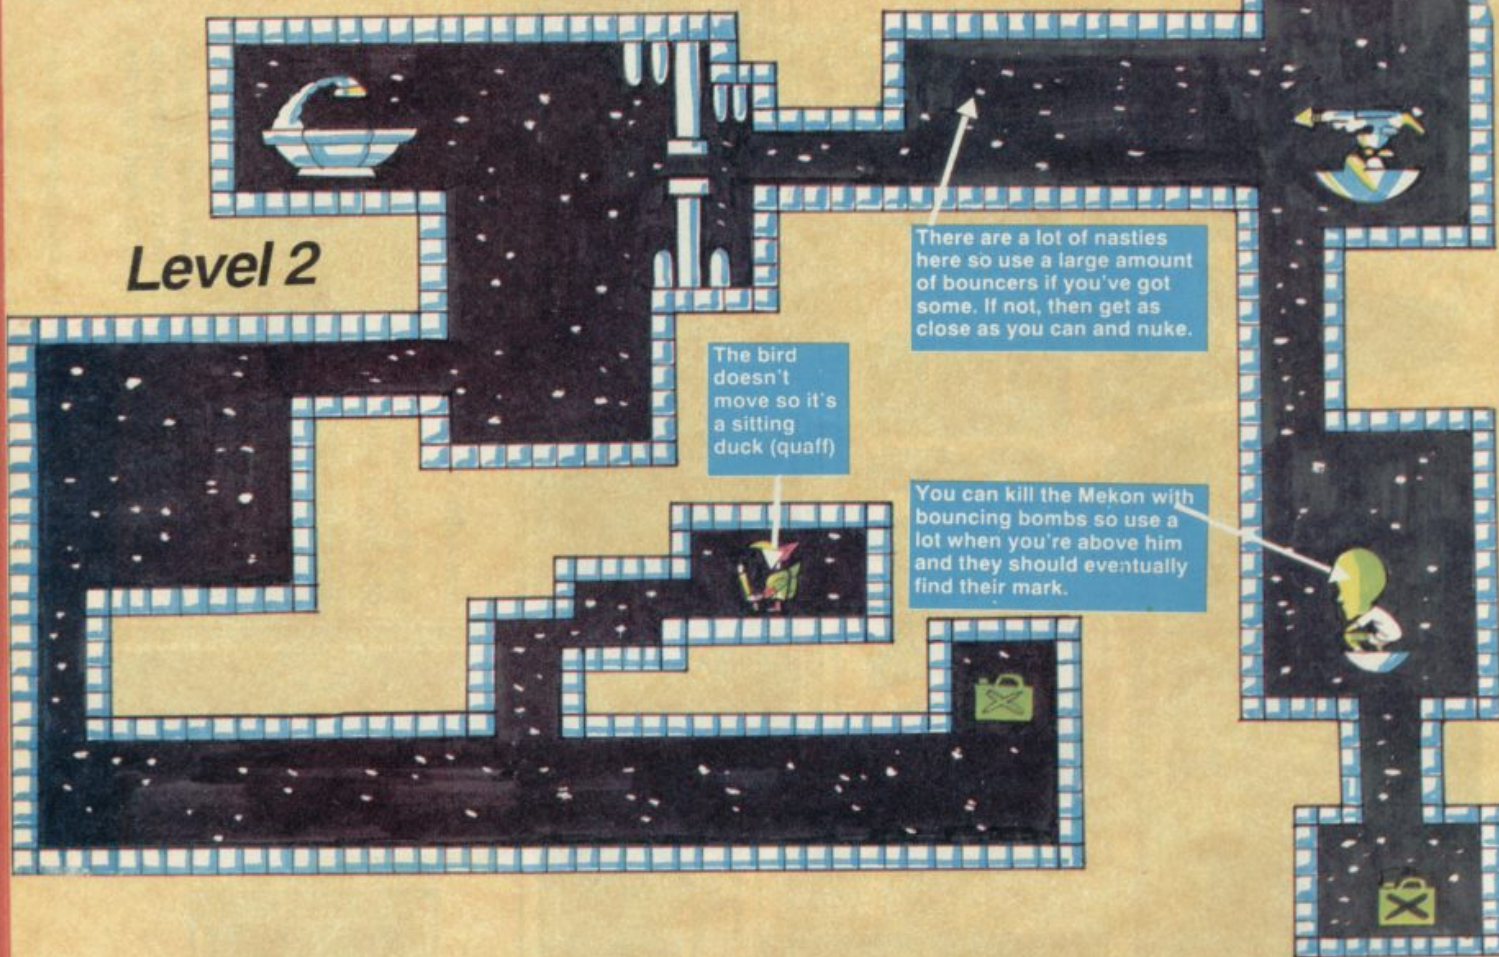 Level 2
There are a lot of nasties
here so use a large amount
of bouncers if you've got
some. If not, then get as
close as you can and nuke.
The bird
doesn't
move so it's
a sitting
duck (quaff)
You can kill the Mekon with
bouncing bombs so use a
lot when you're above him
and they should eventually
find their mark.